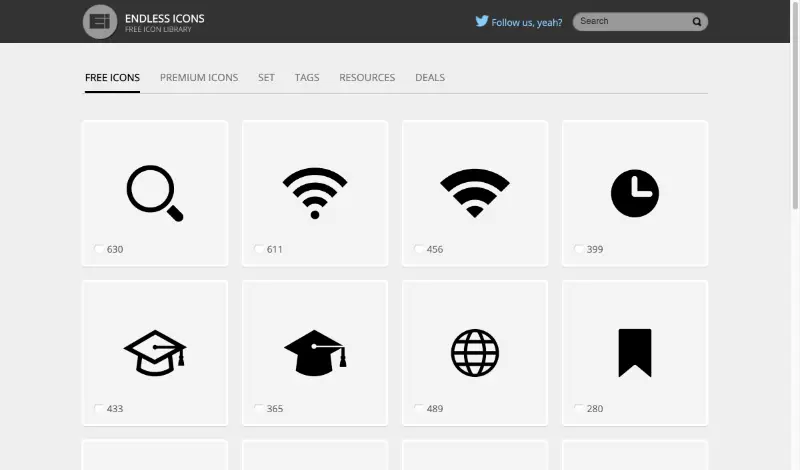 ENDLESS ICONS
FREE ICON LIBRARY
Follow us, yeah?
Search
FREE ICONS PREMIUM ICONS SET TAGS RESOURCES DEALS
630 611 456 399
433 365 489 280